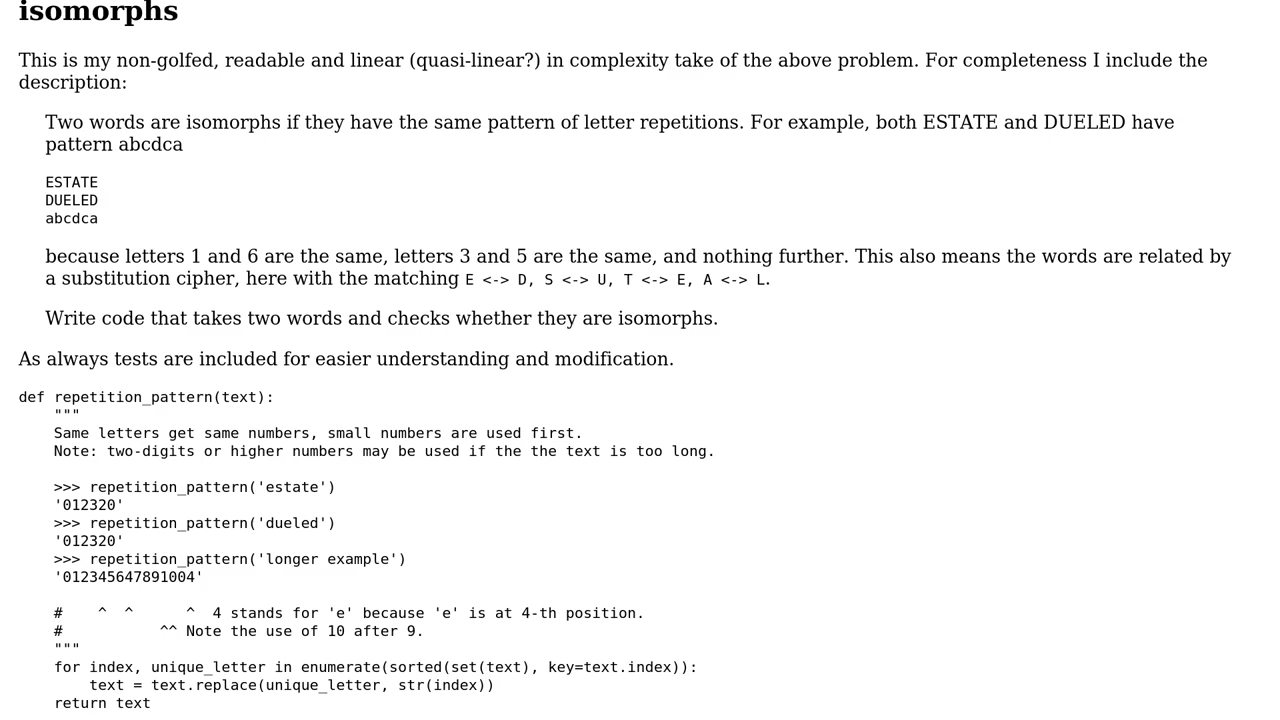 isomorphs
This is my non-golfed, readable and linear (quasi-linear?) in complexity take of the above problem. For completeness I include the
description:
Two words are isomorphs if they have the same pattern of letter repetitions. For example, both ESTATE and DUELED have
pattern abcdca
ESTATE
DUELED
abcdca
because letters 1 and 6 are the same, letters 3 and 5 are the same, and nothing further. This also means the words are related by
a substitution cipher, here with the matching E <-> D, S <-> U, T <-> E, A <-> L.
Write code that takes two words and checks whether they are isomorphs.
As always tests are included for easier understanding and modification.
def repetition_pattern(text):
    """
    Same letters get same numbers, small numbers are used first.
    Note: two-digits or higher numbers may be used if the the text is too long.
    >>> repetition_pattern('estate')
    '012320'
    >>> repetition_pattern('dueled')
    '012320'
    >>> repetition_pattern('longer example')
    '012345647891004'
    #    ^  ^      ^  4 stands for 'e' because 'e' is at 4-th position.
    #           ^^ Note the use of 10 after 9.
    """
    for index, unique_letter in enumerate(sorted(set(text), key=text.index)):
        text = text.replace(unique_letter, str(index))
    return text